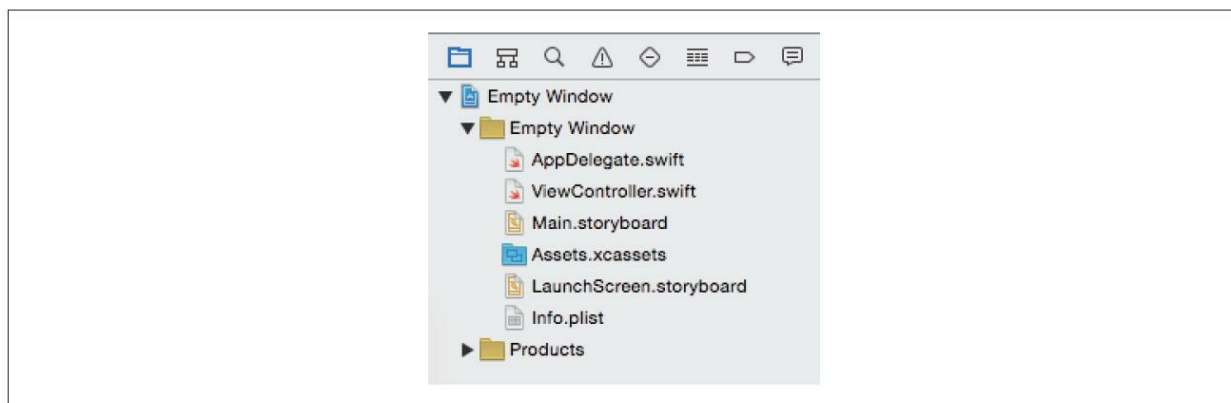 Empty Window
Empty Window
AppDelegate.swift
ViewController.swift
Main.storyboard
Assets.xcassets
LaunchScreen.storyboard
Info.plist
Products